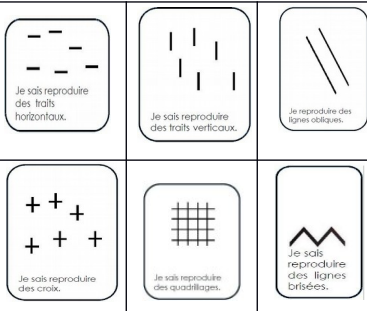 Je sais reproduire
des traits
horizontaux.
Je sais reproduire
des traits verticaux.
Je reproduire des
lignes obliques.
Je sais reproduire
des croix.
Je sais reproduire
des quadrillages.
Je sais
reproduire
des lignes
brisées.